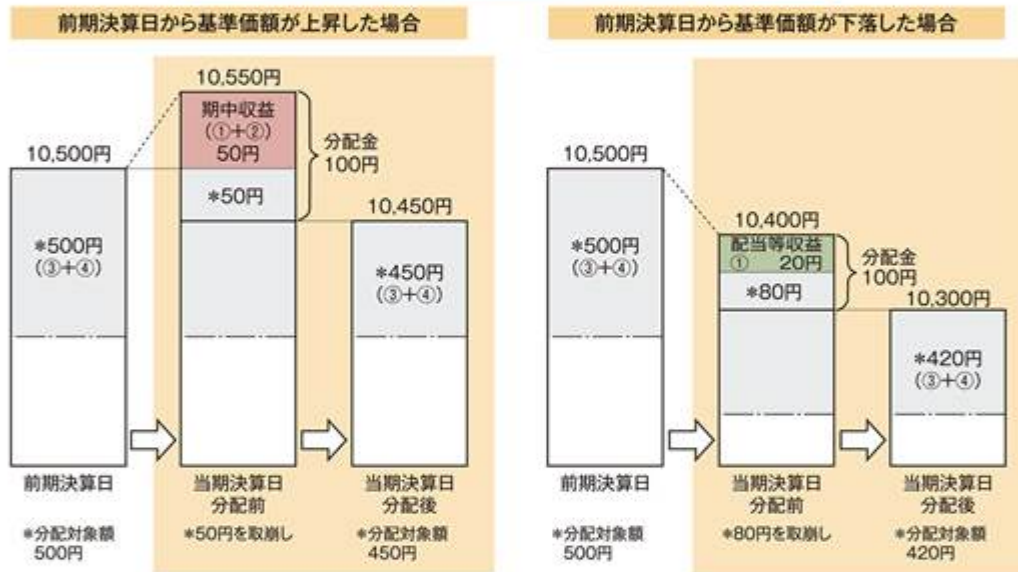 前期決算日から基準価額が上昇した場合
10,550円
期中収益
(①+②)
50円
分配金
100円
10,500円
*50円
10,450円
*500円
(③+④)
*450円
(③+④)
前期決算日
当期決算日
分配前
当期決算日
分配後
*分配対象額
500円
*50円を取崩し
*分配対象額
450円
前期決算日から基準価額が下落した場合
10,500円
10,400円
配当等収益
① 20円
分配金
100円
*500円
(③+④)
*80円
10,300円
*420円
(③+④)
前期決算日
当期決算日
分配前
当期決算日
分配後
*分配対象額
500円
*80円を取崩し
*分配対象額
420円